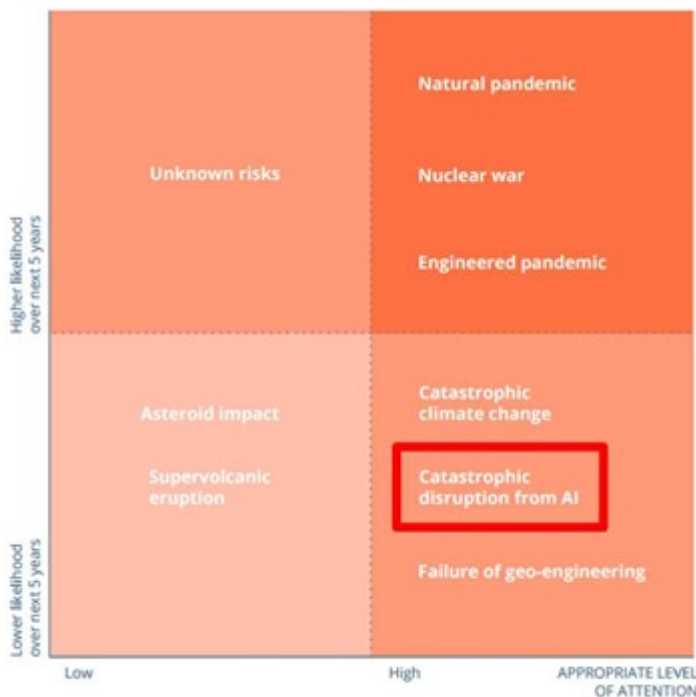 Higher likelihood
over next 5 years
Unknown risks
Natural pandemic
Nuclear war
Engineered pandemic
Lower likelihood
over next 5 years
Asteroid impact
Supervolcanic
eruption
Catastrophic
climate change
Catastrophic
disruption from AI
Failure of geo-engineering
Low
High
APPROPRIATE LEVEL
OF ATTENTION